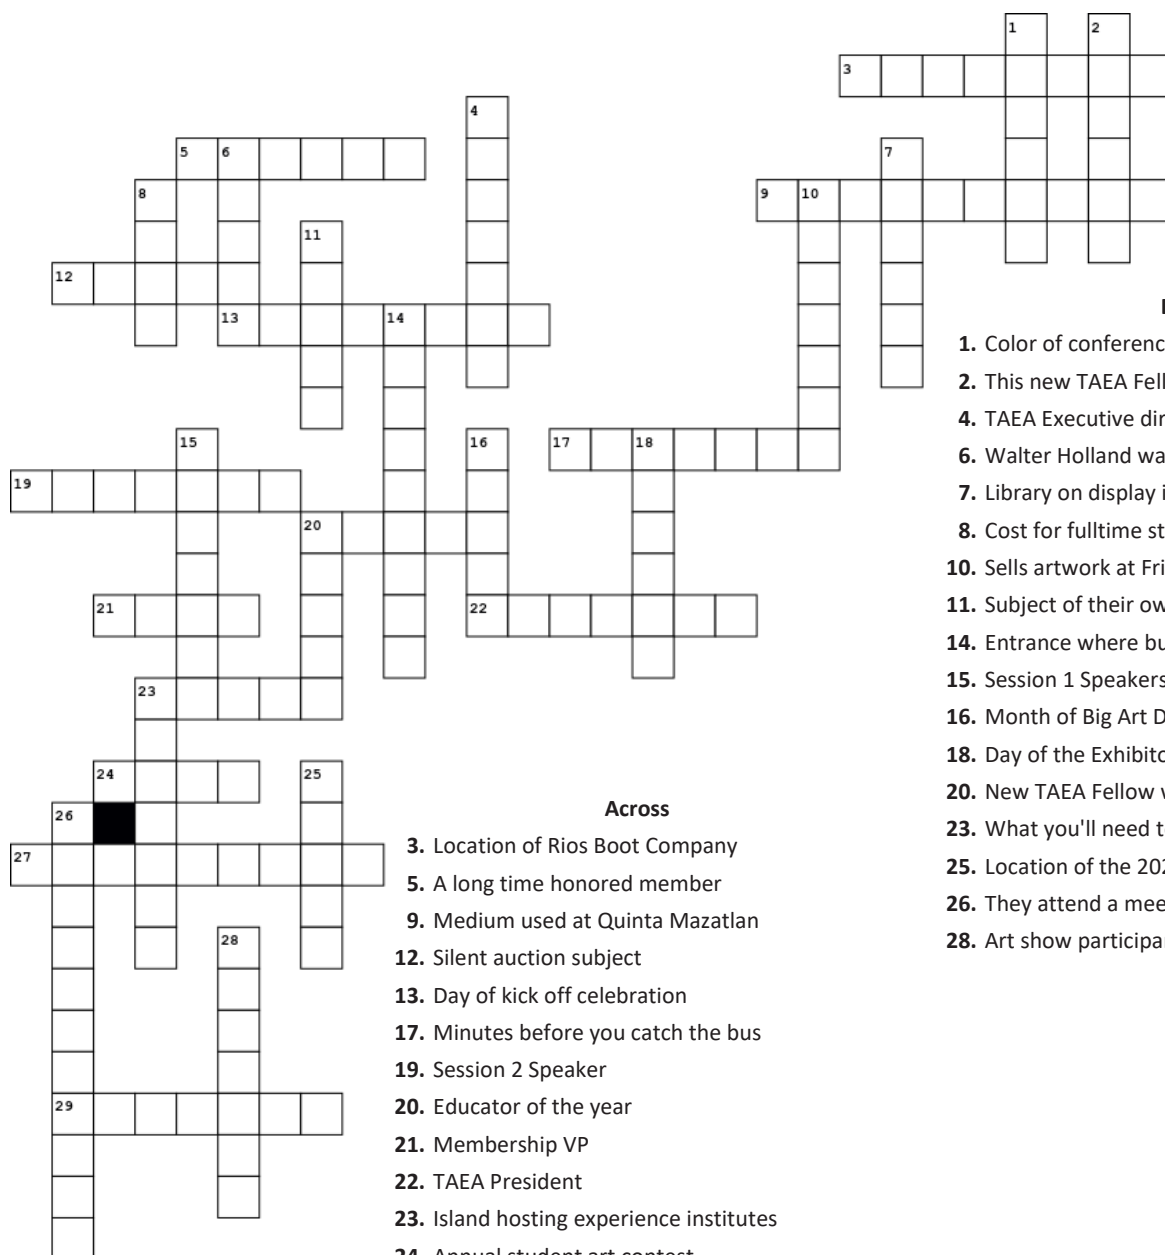 1 2
3
4
5 6 7
8 9 10
11
12
13 14
15 16 17 18
19
20
21 22
23
24 25
26
27
28
29
Across
3. Location of Rios Boot Company
5. A long time honored member
9. Medium used at Quinta Mazatlan
12. Silent auction subject
13. Day of kick off celebration
17. Minutes before you catch the bus
19. Session 2 Speaker
20. Educator of the year
21. Membership VP
22. TAEA President
23. Island hosting experience institutes
24. Annual student art contest
1. Color of conferenc
2. This new TAEA Fell
4. TAEA Executive dir
6. Walter Holland wa
7. Library on display i
8. Cost for fulltime st
10. Sells artwork at Fri
11. Subject of their ow
14. Entrance where bu
15. Session 1 Speakers
16. Month of Big Art D
18. Day of the Exhibito
20. New TAEA Fellow w
23. What you'll need to
25. Location of the 202
26. They attend a mee
28. Art show participa